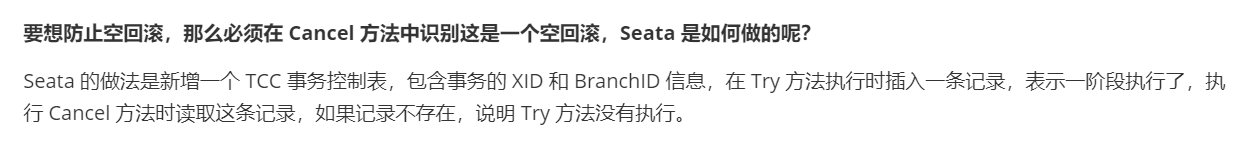 要想防止空回滚，那么必须在 Cancel 方法中识别这是一个空回滚，Seata 是如何做的呢？
Seata 的做法是新增一个 TCC 事务控制表，包含事务的 XID 和 BranchID 信息，在 Try 方法执行时插入一条记录，表示一阶段执行了，执
行 Cancel 方法时读取这条记录，如果记录不存在，说明 Try 方法没有执行。